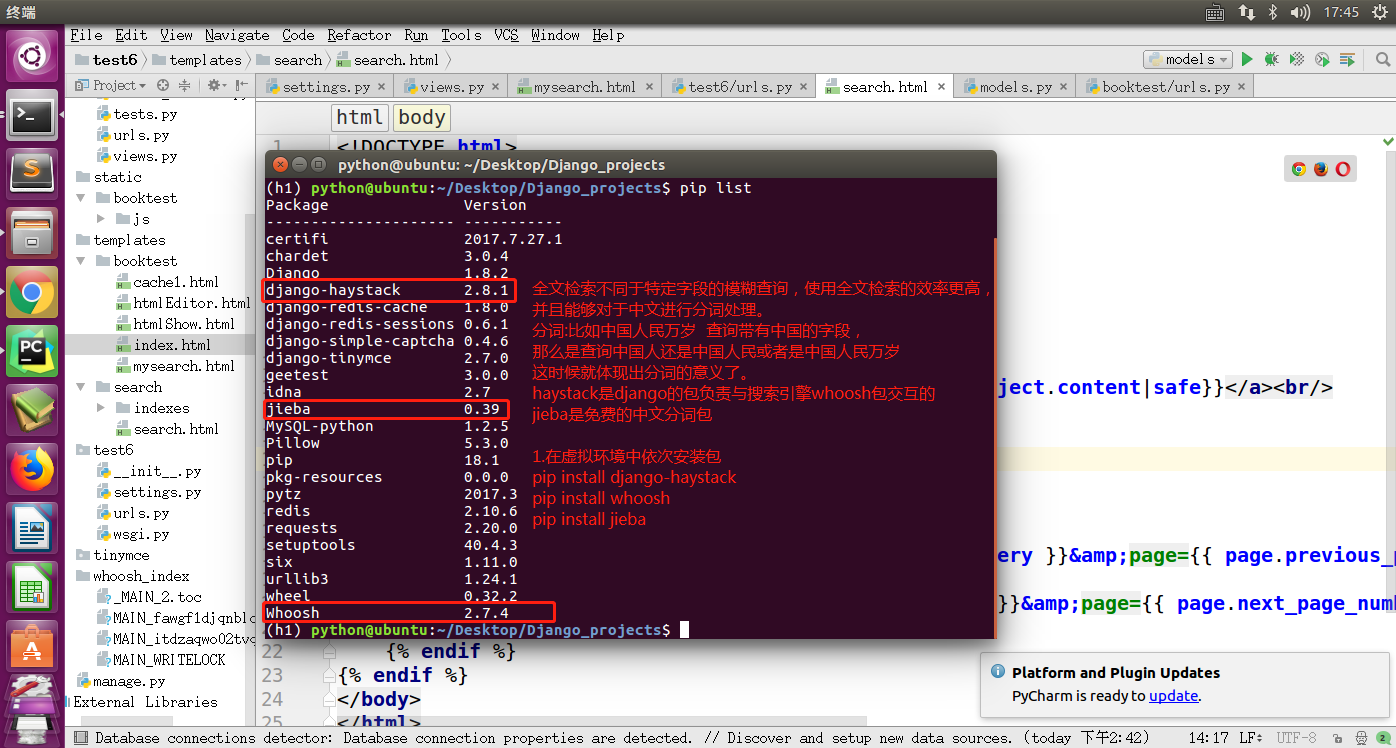 终端
17:45
File Edit View Navigate Code Refactor Run Tools VCS Window Help
test6 templates search search.html
models
Project
settings.py
views.py
mysearch.html
test6/urls.py
search.html
models.py
booktest/urls.py
tests.py
urls.py
views.py
static
booktest
js
templates
booktest
cache1.html
htmlEditor.html
htmlShow.html
index.html
mysearch.html
search
indexes
search.html
test6
__init__.py
settings.py
urls.py
wsgi.py
tinymce
whoosh_index
_MAIN_2.toc
MAIN_WRITELOCK
manage.py
External Libraries
html body
1 <!DOCTYPE html>
python@ubuntu: ~/Desktop/Django_projects
(h1) python@ubuntu:~/Desktop/Django_projects$ pip list
Package Version
--------------------- -----------
certifi 2017.7.27.1
chardet 3.0.4
Django 1.8.2
django-haystack 2.8.1
django-redis-cache 1.8.0
django-redis-sessions 0.6.1
django-simple-captcha 0.4.6
django-tinymce 2.7.0
geetest 3.0.0
idna 2.7
jieba 0.39
MySQL-python 1.2.5
Pillow 5.3.0
pip 18.1
pkg-resources 0.0.0
pytz 2017.3
redis 2.10.6
requests 2.20.0
setuptools 40.4.3
six 1.11.0
urllib3 1.24.1
wheel 0.32.2
Whoosh 2.7.4
(h1) python@ubuntu:~/Desktop/Django_projects$
全文检索不同于特定字段的模糊查询，使用全文检索的效率更高，
并且能够对于中文进行分词处理。
分词:比如中国人民万岁 查询带有中国的字段，
那么是查询中国人还是中国人民或者是中国人民万岁
这时候就体现出分词的意义了。
haystack是django的包负责与搜索引擎whoosh包交互的
jieba是免费的中文分词包
1.在虚拟环境中依次安装包
pip install django-haystack
pip install whoosh
pip install jieba
ject.content|safe}}</a><br/>
ery }}&amp;page={{ page.previous_p
}}&amp;page={{ page.next_page_numb
22 {% endif %}
23 {% endif %}
24 </body>
25 </html>
Platform and Plugin Updates
PyCharm is ready to update.
Database connections detector: Database connection properties are detected. // Discover and setup new data sources. (today 下午2:42)
14:17 LF UTF-8
2